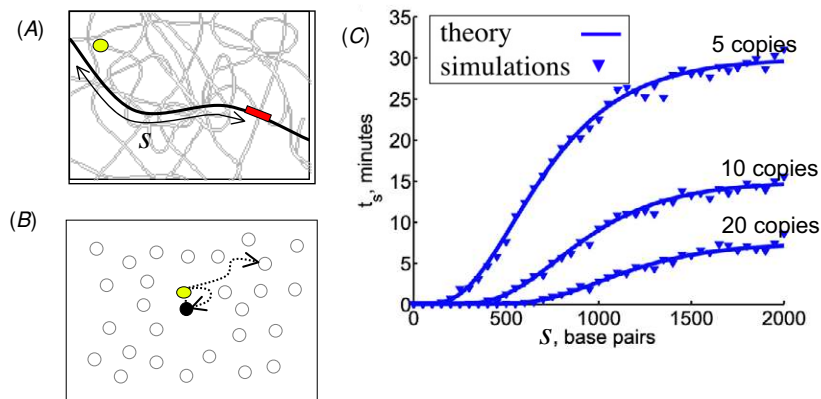 (A)
S
(B)
(C)
theory
simulations
5 copies
10 copies
20 copies
35
30
25
20
15
10
5
0
t_s, minutes
0 500 1000 1500 2000
S, base pairs